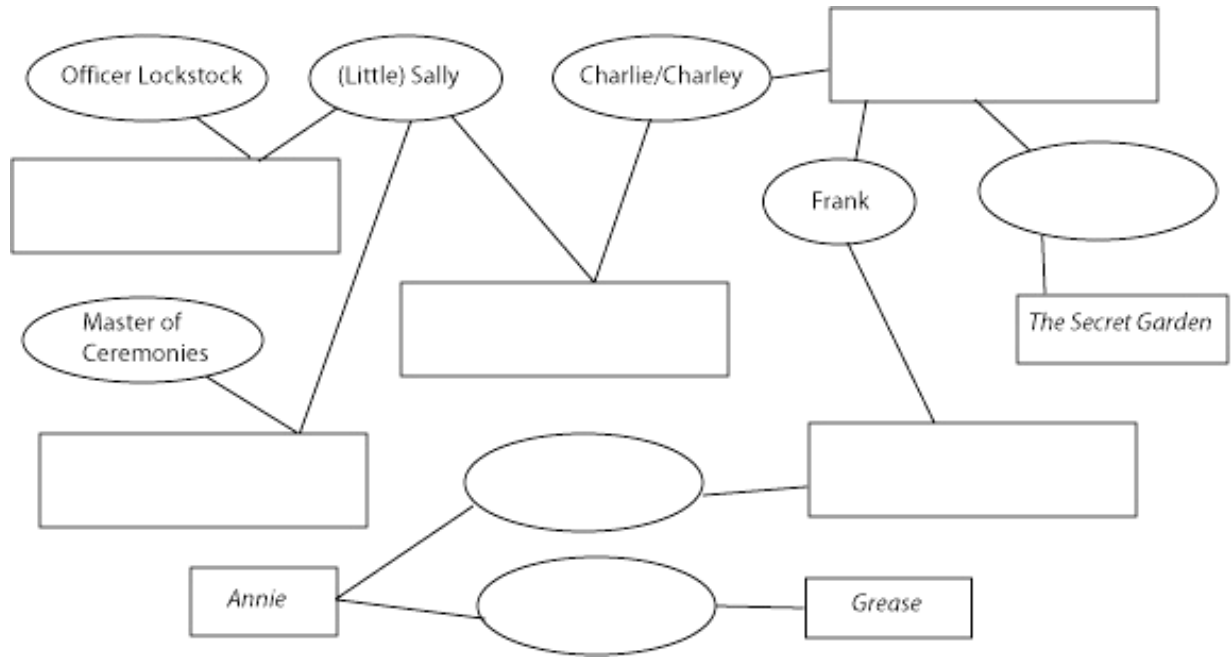 Officer Lockstock
(Little) Sally
Charlie/Charley
Frank
The Secret Garden
Master of
Ceremonies
Annie
Grease